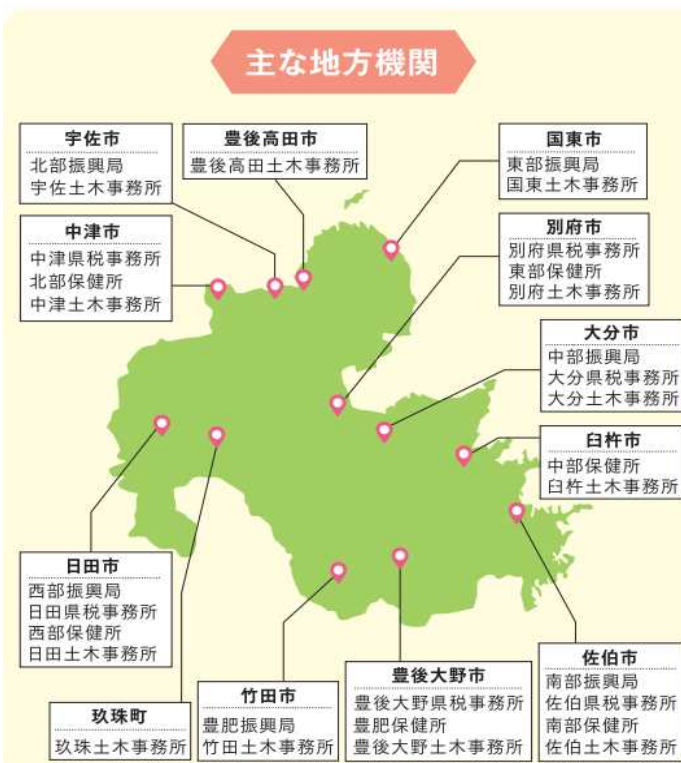 主な地方機関
宇佐市
北部振興局
宇佐土木事務所
豊後高田市
豊後高田土木事務所
国東市
東部振興局
国東土木事務所
中津市
中津県税事務所
北部保健所
中津土木事務所
別府市
別府県税事務所
東部保健所
別府土木事務所
大分市
中部振興局
大分県税事務所
大分土木事務所
臼杵市
中部保健所
臼杵土木事務所
日田市
西部振興局
日田県税事務所
西部保健所
日田土木事務所
玖珠町
玖珠土木事務所
竹田市
豊肥振興局
竹田土木事務所
豊後大野市
豊後大野県税事務所
豊肥保健所
豊後大野土木事務所
佐伯市
南部振興局
佐伯県税事務所
南部保健所
佐伯土木事務所